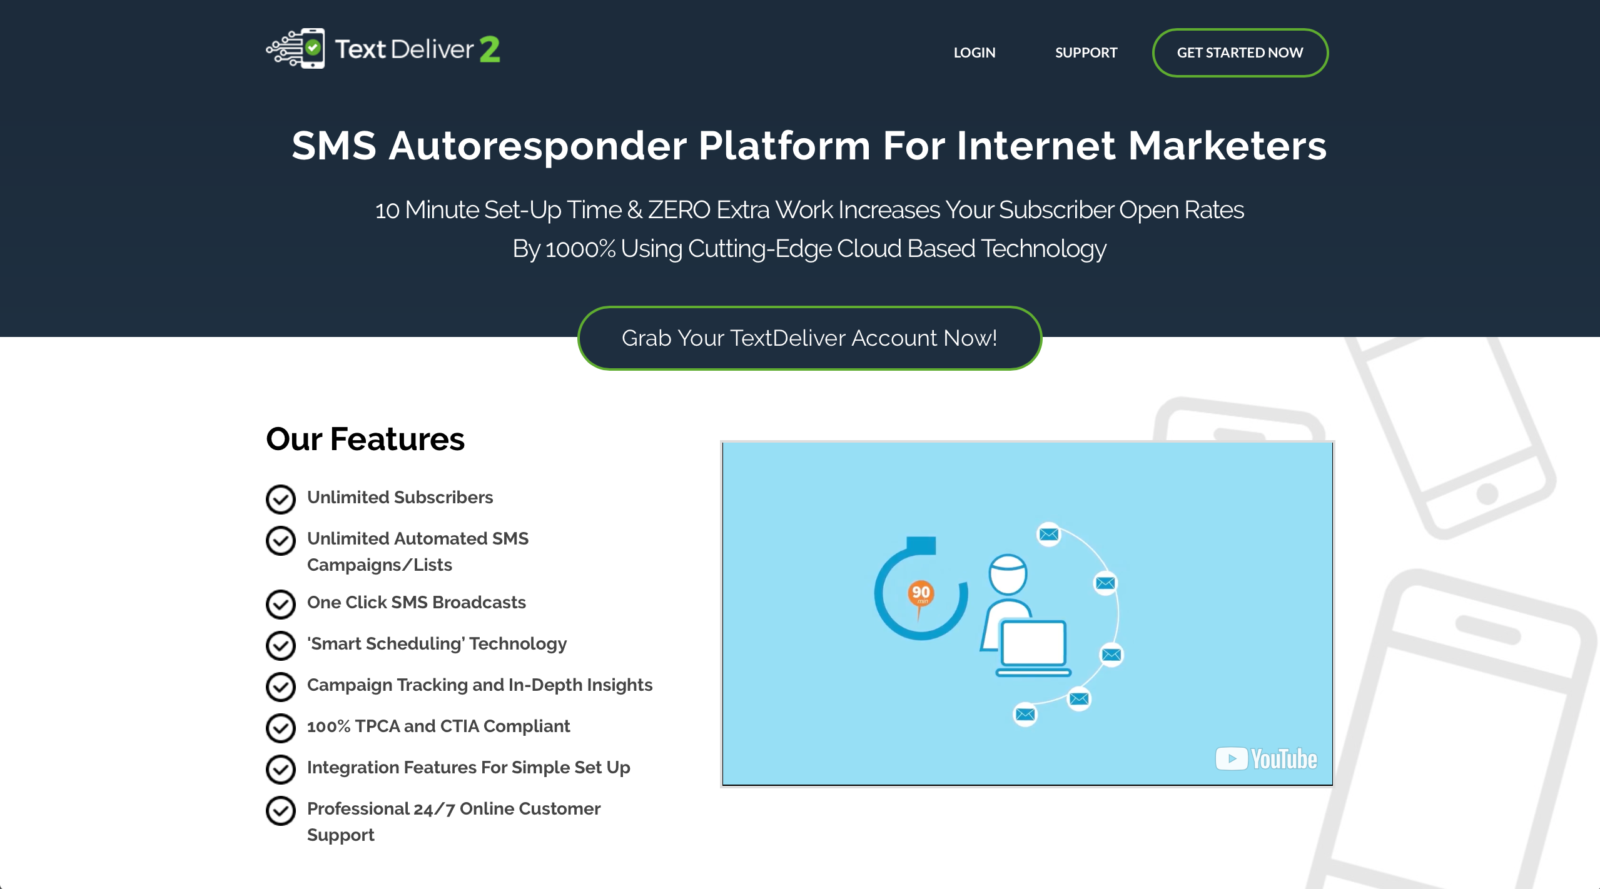 Text Deliver 2
LOGIN
SUPPORT
GET STARTED NOW
SMS Autoresponder Platform For Internet Marketers
10 Minute Set-Up Time & ZERO Extra Work Increases Your Subscriber Open Rates
By 1000% Using Cutting-Edge Cloud Based Technology
Grab Your TextDeliver Account Now!
Our Features
Unlimited Subscribers
Unlimited Automated SMS
Campaigns/Lists
One Click SMS Broadcasts
'Smart Scheduling’ Technology
Campaign Tracking and In-Depth Insights
100% TPCA and CTIA Compliant
Integration Features For Simple Set Up
Professional 24/7 Online Customer
Support
90
min
YouTube